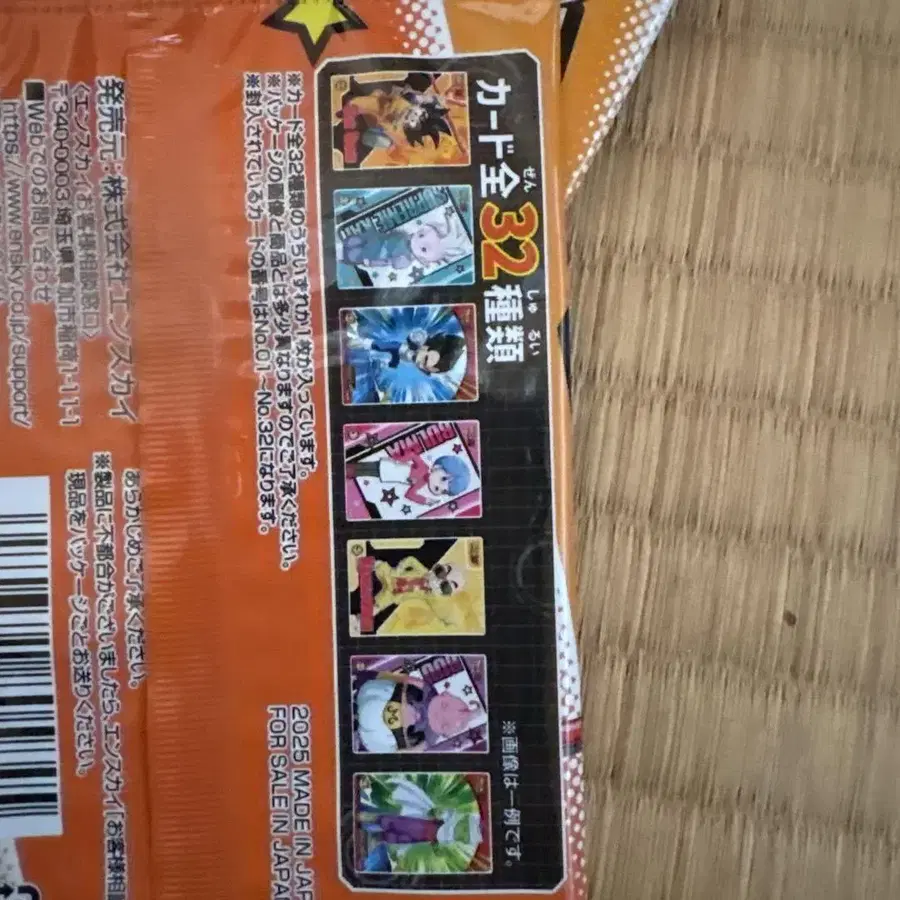 カード全32種類
ぜん
しゅ るい
※画像は一例です。
※カード全32種類のうちいずれか1枚が入っています。
※パッケージの画像と商品とは多少異なりますのでご了承ください。
※封入されているカードの番号はNo.01~No.32になります。
2025 MADE IN JAP
FOR SALE IN JAPA
発売元:株式会社エンスカイ
〈エンスカイ お客様相談窓口〉
〒340-0003 埼玉県草加市稲荷1-11-1
■Webでのお問い合わせ
https://www.ensky.co.jp/support/
あらかじめご了承ください。
※製品に不都合がございましたら、エンスカイ「お客様相
現品をパッケージごとお送りください。
BULMA